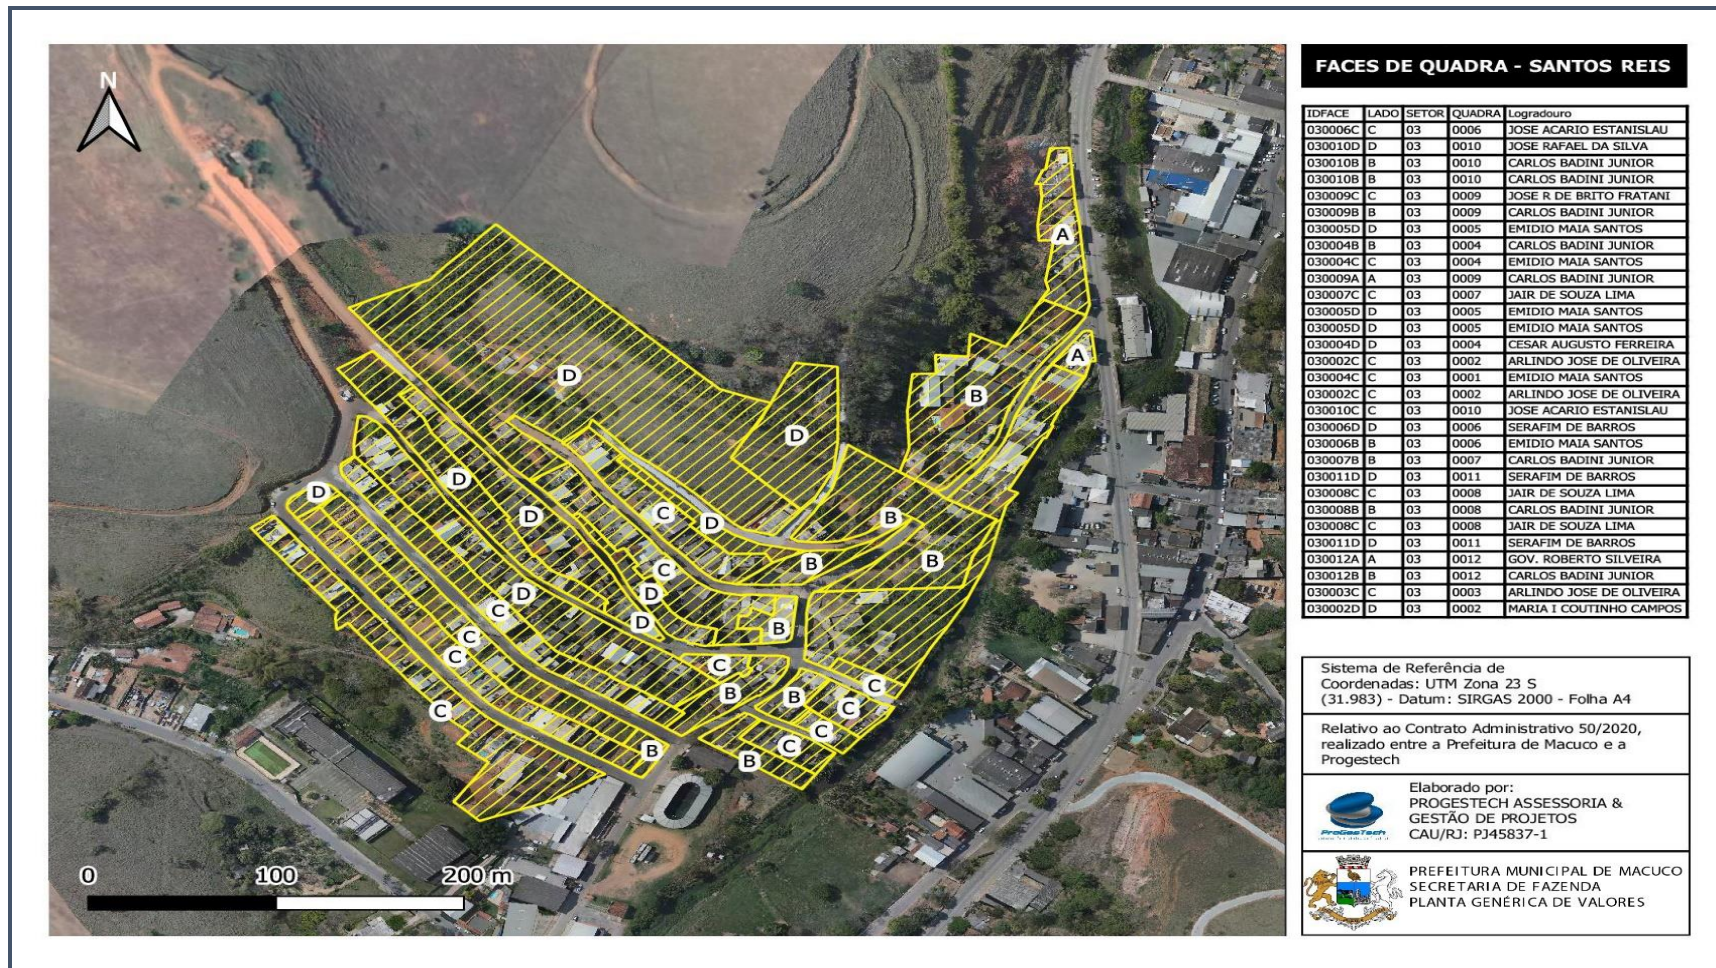 N
A
A
B
D
D
D
D
C
D
B
D
C
B
B
D
D
C
D
B
C
C
C
C
B
B
C
C
C
C
B
B
C
0 100 200 m
FACES DE QUADRA - SANTOS REIS
IDFACE LADO SETOR QUADRA Logradouro
030006C C 03 0006 JOSE ACARIO ESTANISLAU
030010D D 03 0010 JOSE RAFAEL DA SILVA
030010B B 03 0010 CARLOS BADINI JUNIOR
030010B B 03 0010 CARLOS BADINI JUNIOR
030009C C 03 0009 JOSE R DE BRITO FRATANI
030009B B 03 0009 CARLOS BADINI JUNIOR
030005D D 03 0005 EMIDIO MAIA SANTOS
030004B B 03 0004 CARLOS BADINI JUNIOR
030004C C 03 0004 EMIDIO MAIA SANTOS
030009A A 03 0009 CARLOS BADINI JUNIOR
030007C C 03 0007 JAIR DE SOUZA LIMA
030005D D 03 0005 EMIDIO MAIA SANTOS
030005D D 03 0005 EMIDIO MAIA SANTOS
030004D D 03 0004 CESAR AUGUSTO FERREIRA
030002C C 03 0002 ARLINDO JOSE DE OLIVEIRA
030004C C 03 0001 EMIDIO MAIA SANTOS
030002C C 03 0002 ARLINDO JOSE DE OLIVEIRA
030010C C 03 0010 JOSE ACARIO ESTANISLAU
030006D D 03 0006 SERAFIM DE BARROS
030006B B 03 0006 EMIDIO MAIA SANTOS
030007B B 03 0007 CARLOS BADINI JUNIOR
030011D D 03 0011 SERAFIM DE BARROS
030008C C 03 0008 JAIR DE SOUZA LIMA
030008B B 03 0008 CARLOS BADINI JUNIOR
030008C C 03 0008 JAIR DE SOUZA LIMA
030011D D 03 0011 SERAFIM DE BARROS
030012A A 03 0012 GOV. ROBERTO SILVEIRA
030012B B 03 0012 CARLOS BADINI JUNIOR
030003C C 03 0003 ARLINDO JOSE DE OLIVEIRA
030002D D 03 0002 MARIA I COUTINHO CAMPOS
Sistema de Referência de
Coordenadas: UTM Zona 23 S
(31.983) - Datum: SIRGAS 2000 - Folha A4
Relativo ao Contrato Administrativo 50/2020,
realizado entre a Prefeitura de Macuco e a
Progestech
Elaborado por:
PROGESTECH ASSESSORIA &
GESTÃO DE PROJETOS
CAU/RJ: PJ45837-1
ProGesTech
PREFEITURA MUNICIPAL DE MACUCO
SECRETARIA DE FAZENDA
PLANTA GENÉRICA DE VALORES